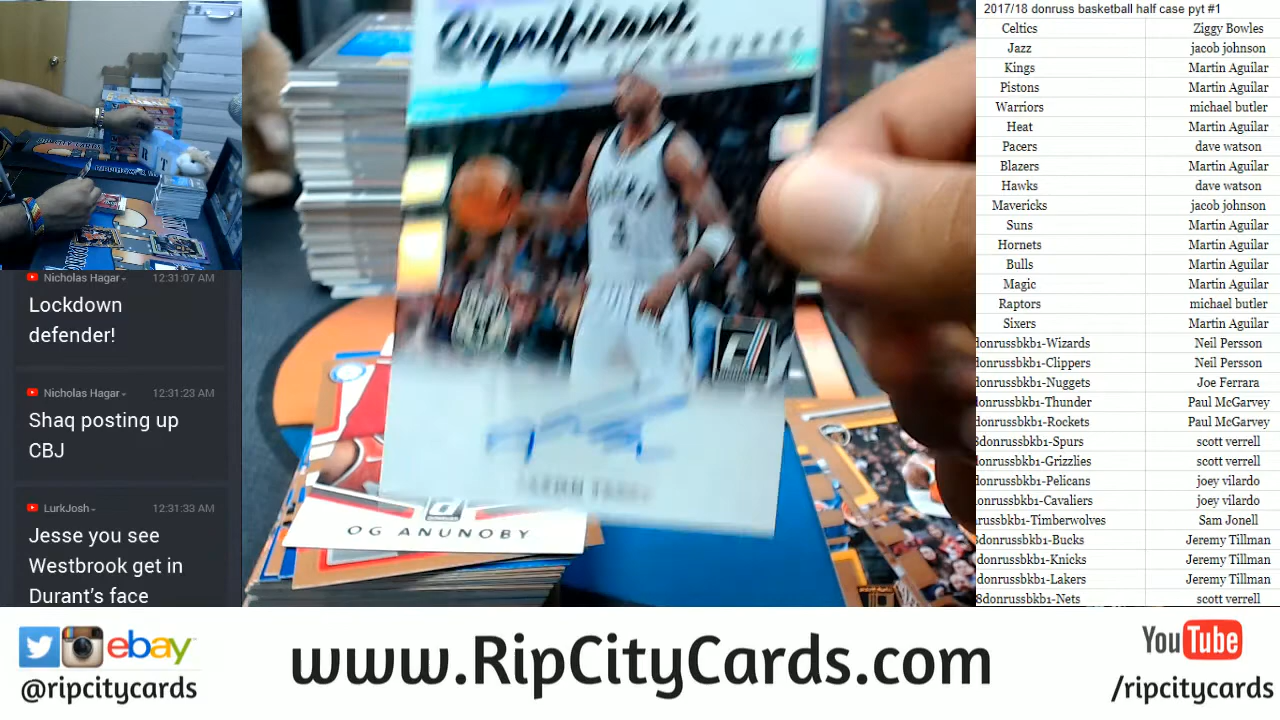 Nicholas Hagar
12:31:07 AM
Lockdown
defender!
Nicholas Hagar
12:31:23 AM
Shaq posting up
CBJ
LurkJosh
12:31:33 AM
Jesse you see
Westbrook get in
Durant's face
Significant
OG ANUNOBY
2017/18 donruss basketball half case pyt #1
Celtics Ziggy Bowles
Jazz jacob johnson
Kings Martin Aguilar
Pistons Martin Aguilar
Warriors michael butler
Heat Martin Aguilar
Pacers dave watson
Blazers Martin Aguilar
Hawks dave watson
Mavericks jacob johnson
Suns Martin Aguilar
Hornets Martin Aguilar
Bulls Martin Aguilar
Magic Martin Aguilar
Raptors michael butler
Sixers Martin Aguilar
donrussbkb1-Wizards Neil Persson
donrussbkb1-Clippers Neil Persson
donrussbkb1-Nuggets Joe Ferrara
donrussbkb1-Thunder Paul McGarvey
donrussbkb1-Rockets Paul McGarvey
8donrussbkb1-Spurs scott verrell
donrussbkb1-Grizzlies scott verrell
donrussbkb1-Pelicans joey vilardo
donrussbkb1-Cavaliers joey vilardo
russbkb1-Timberwolves Sam Jonell
donrussbkb1-Bucks Jeremy Tillman
donrussbkb1-Knicks Jeremy Tillman
donrussbkb1-Lakers Jeremy Tillman
8donrussbkb1-Nets scott verrell
ebay
@ripcitycards
www.RipCityCards.com
YouTube
/ripcitycards